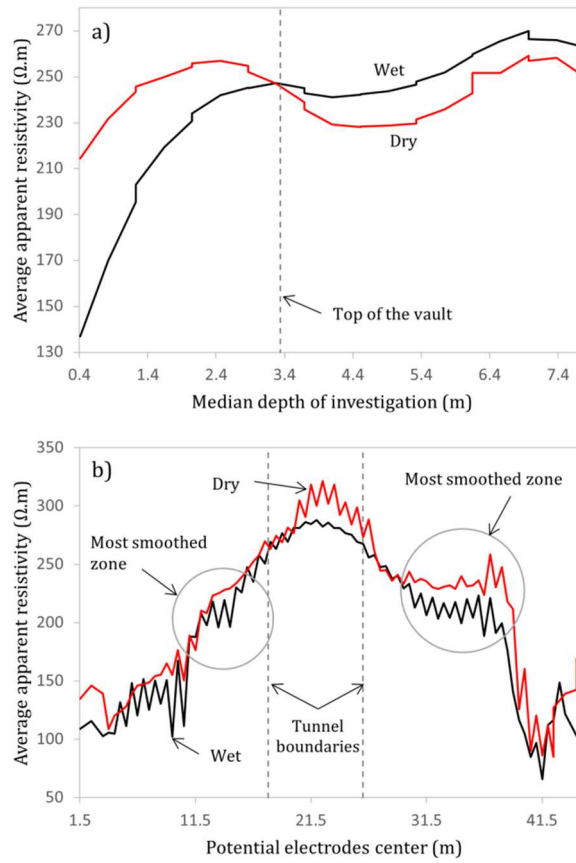 a)
Average apparent resistivity (Ω.m)
270
250
230
210
190
170
150
130
Wet
Dry
Top of the vault
0.4 1.4 2.4 3.4 4.4 5.4 6.4 7.4
Median depth of investigation (m)
b)
Average apparent resistivity (Ω.m)
350
300
250
200
150
100
50
Dry
Most smoothed
zone
Most smoothed
zone
Tunnel
boundaries
Wet
1.5 11.5 21.5 31.5 41.5
Potential electrodes center (m)